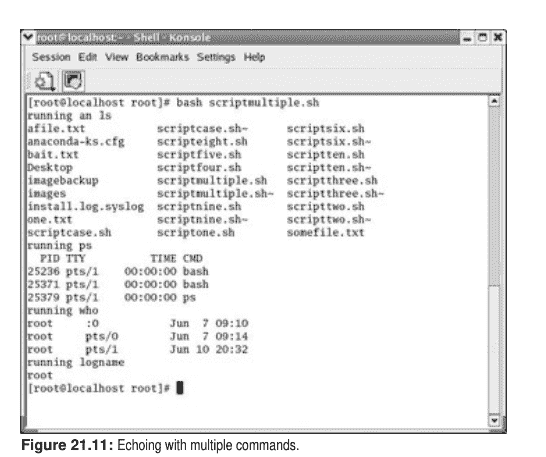 root@localhost:~ - Shell - Konsole
Session Edit View Bookmarks Settings Help
[root@localhost root]# bash scriptmultiple.sh
running an ls
afile.txt scriptcase.sh~ scriptsix.sh
anaconda-ks.cfg scripteight.sh scriptsix.sh~
bait.txt scriptfive.sh scriptten.sh
Desktop scriptfour.sh scriptten.sh~
imagebackup scriptmultiple.sh scriptthree.sh
images scriptmultiple.sh~ scriptthree.sh~
install.log.syslog scriptnine.sh scripttwo.sh
one.txt scriptnine.sh~ scripttwo.sh~
scriptcase.sh scriptone.sh somefile.txt
running ps
PID TTY TIME CMD
25236 pts/1 00:00:00 bash
25371 pts/1 00:00:00 bash
25379 pts/1 00:00:00 ps
running who
root :0 Jun 7 09:10
root pts/0 Jun 7 09:14
root pts/1 Jun 10 20:32
running logname
root
[root@localhost root]#
Figure 21.11: Echoing with multiple commands.